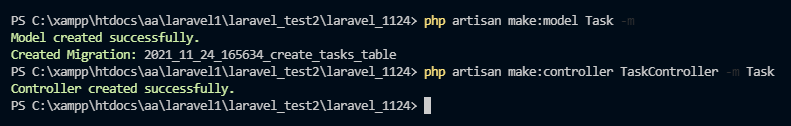 PS C:\xampp\htdocs\aa\laravel1\laravel_test2\laravel_1124> php artisan make:model Task -m
Model created successfully.
Created Migration: 2021_11_24_165634_create_tasks_table
PS C:\xampp\htdocs\aa\laravel1\laravel_test2\laravel_1124> php artisan make:controller TaskController -m Task
Controller created successfully.
PS C:\xampp\htdocs\aa\laravel1\laravel_test2\laravel_1124>